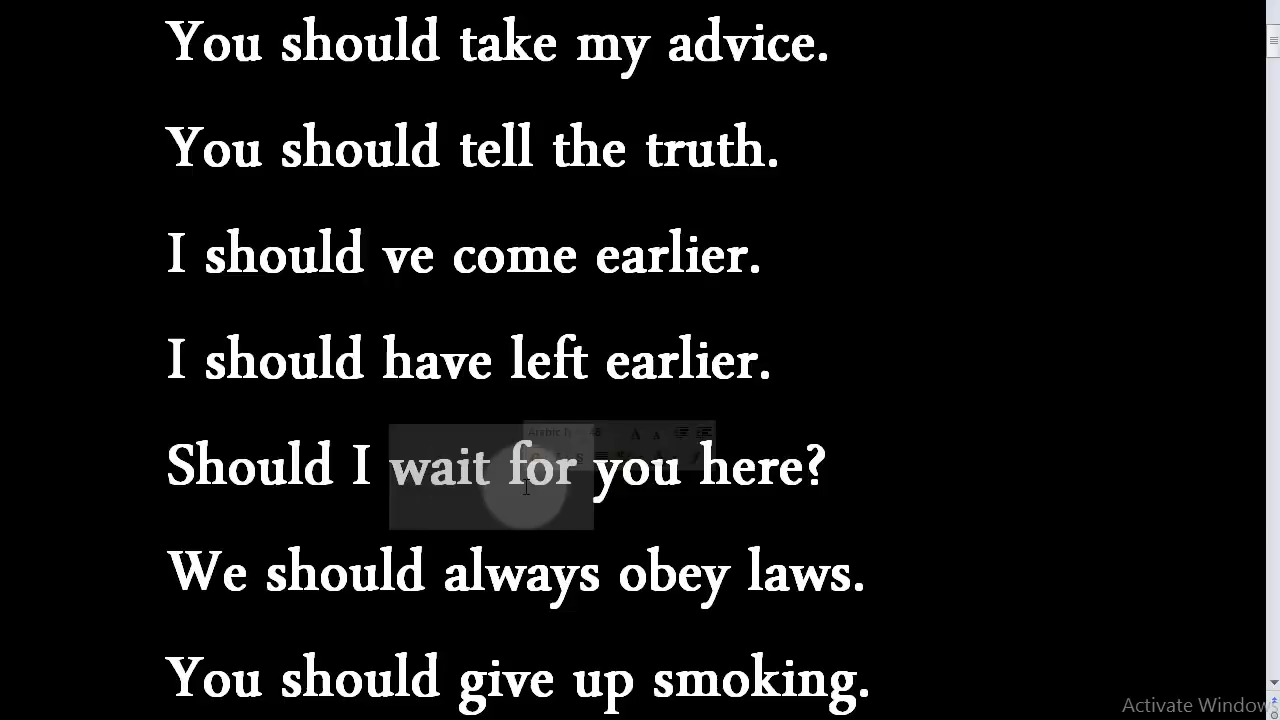 You should take my advice.
You should tell the truth.
I should ve come earlier.
I should have left earlier.
Should I wait for you here?
We should always obey laws.
You should give up smoking.
Activate Windows